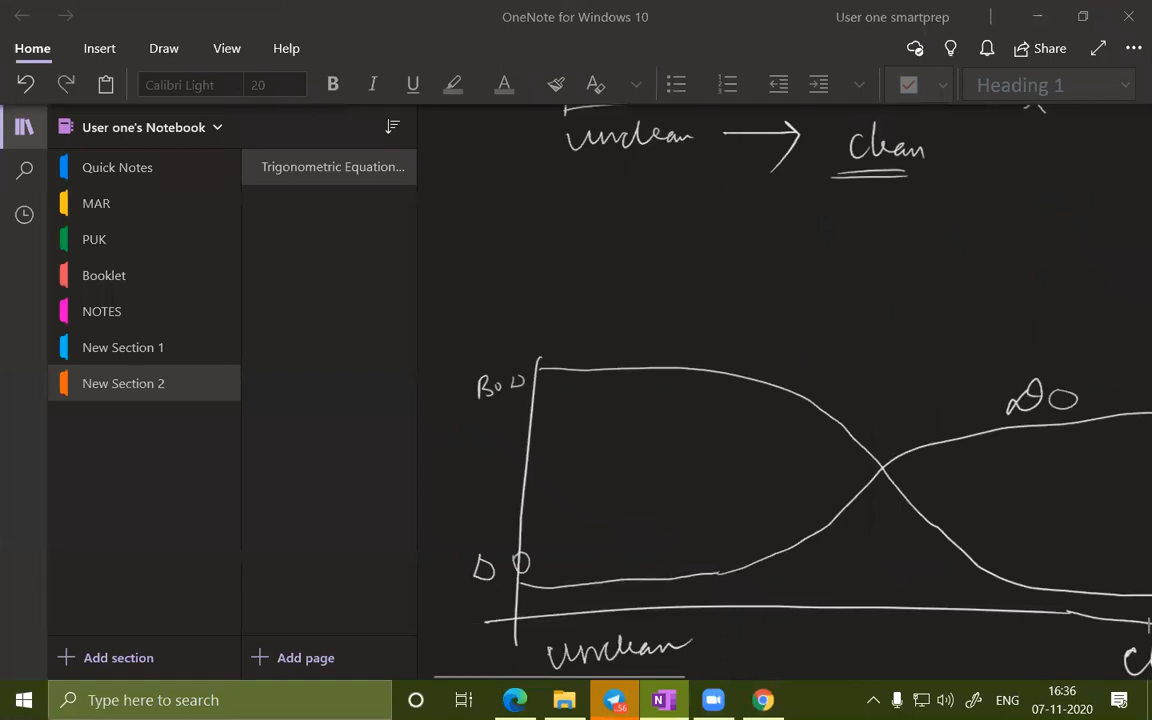 OneNote for Windows 10
User one smartprep
Home Insert Draw View Help
Share
Calibri Light 20
B I U A A
Heading 1
User one's Notebook
Quick Notes
MAR
PUK
Booklet
NOTES
New Section 1
New Section 2
Trigonometric Equation...
unclean
clean
BOD
DO
DO
unclean
Add section
Add page
Type here to search
56
ENG
16:36
07-11-2020